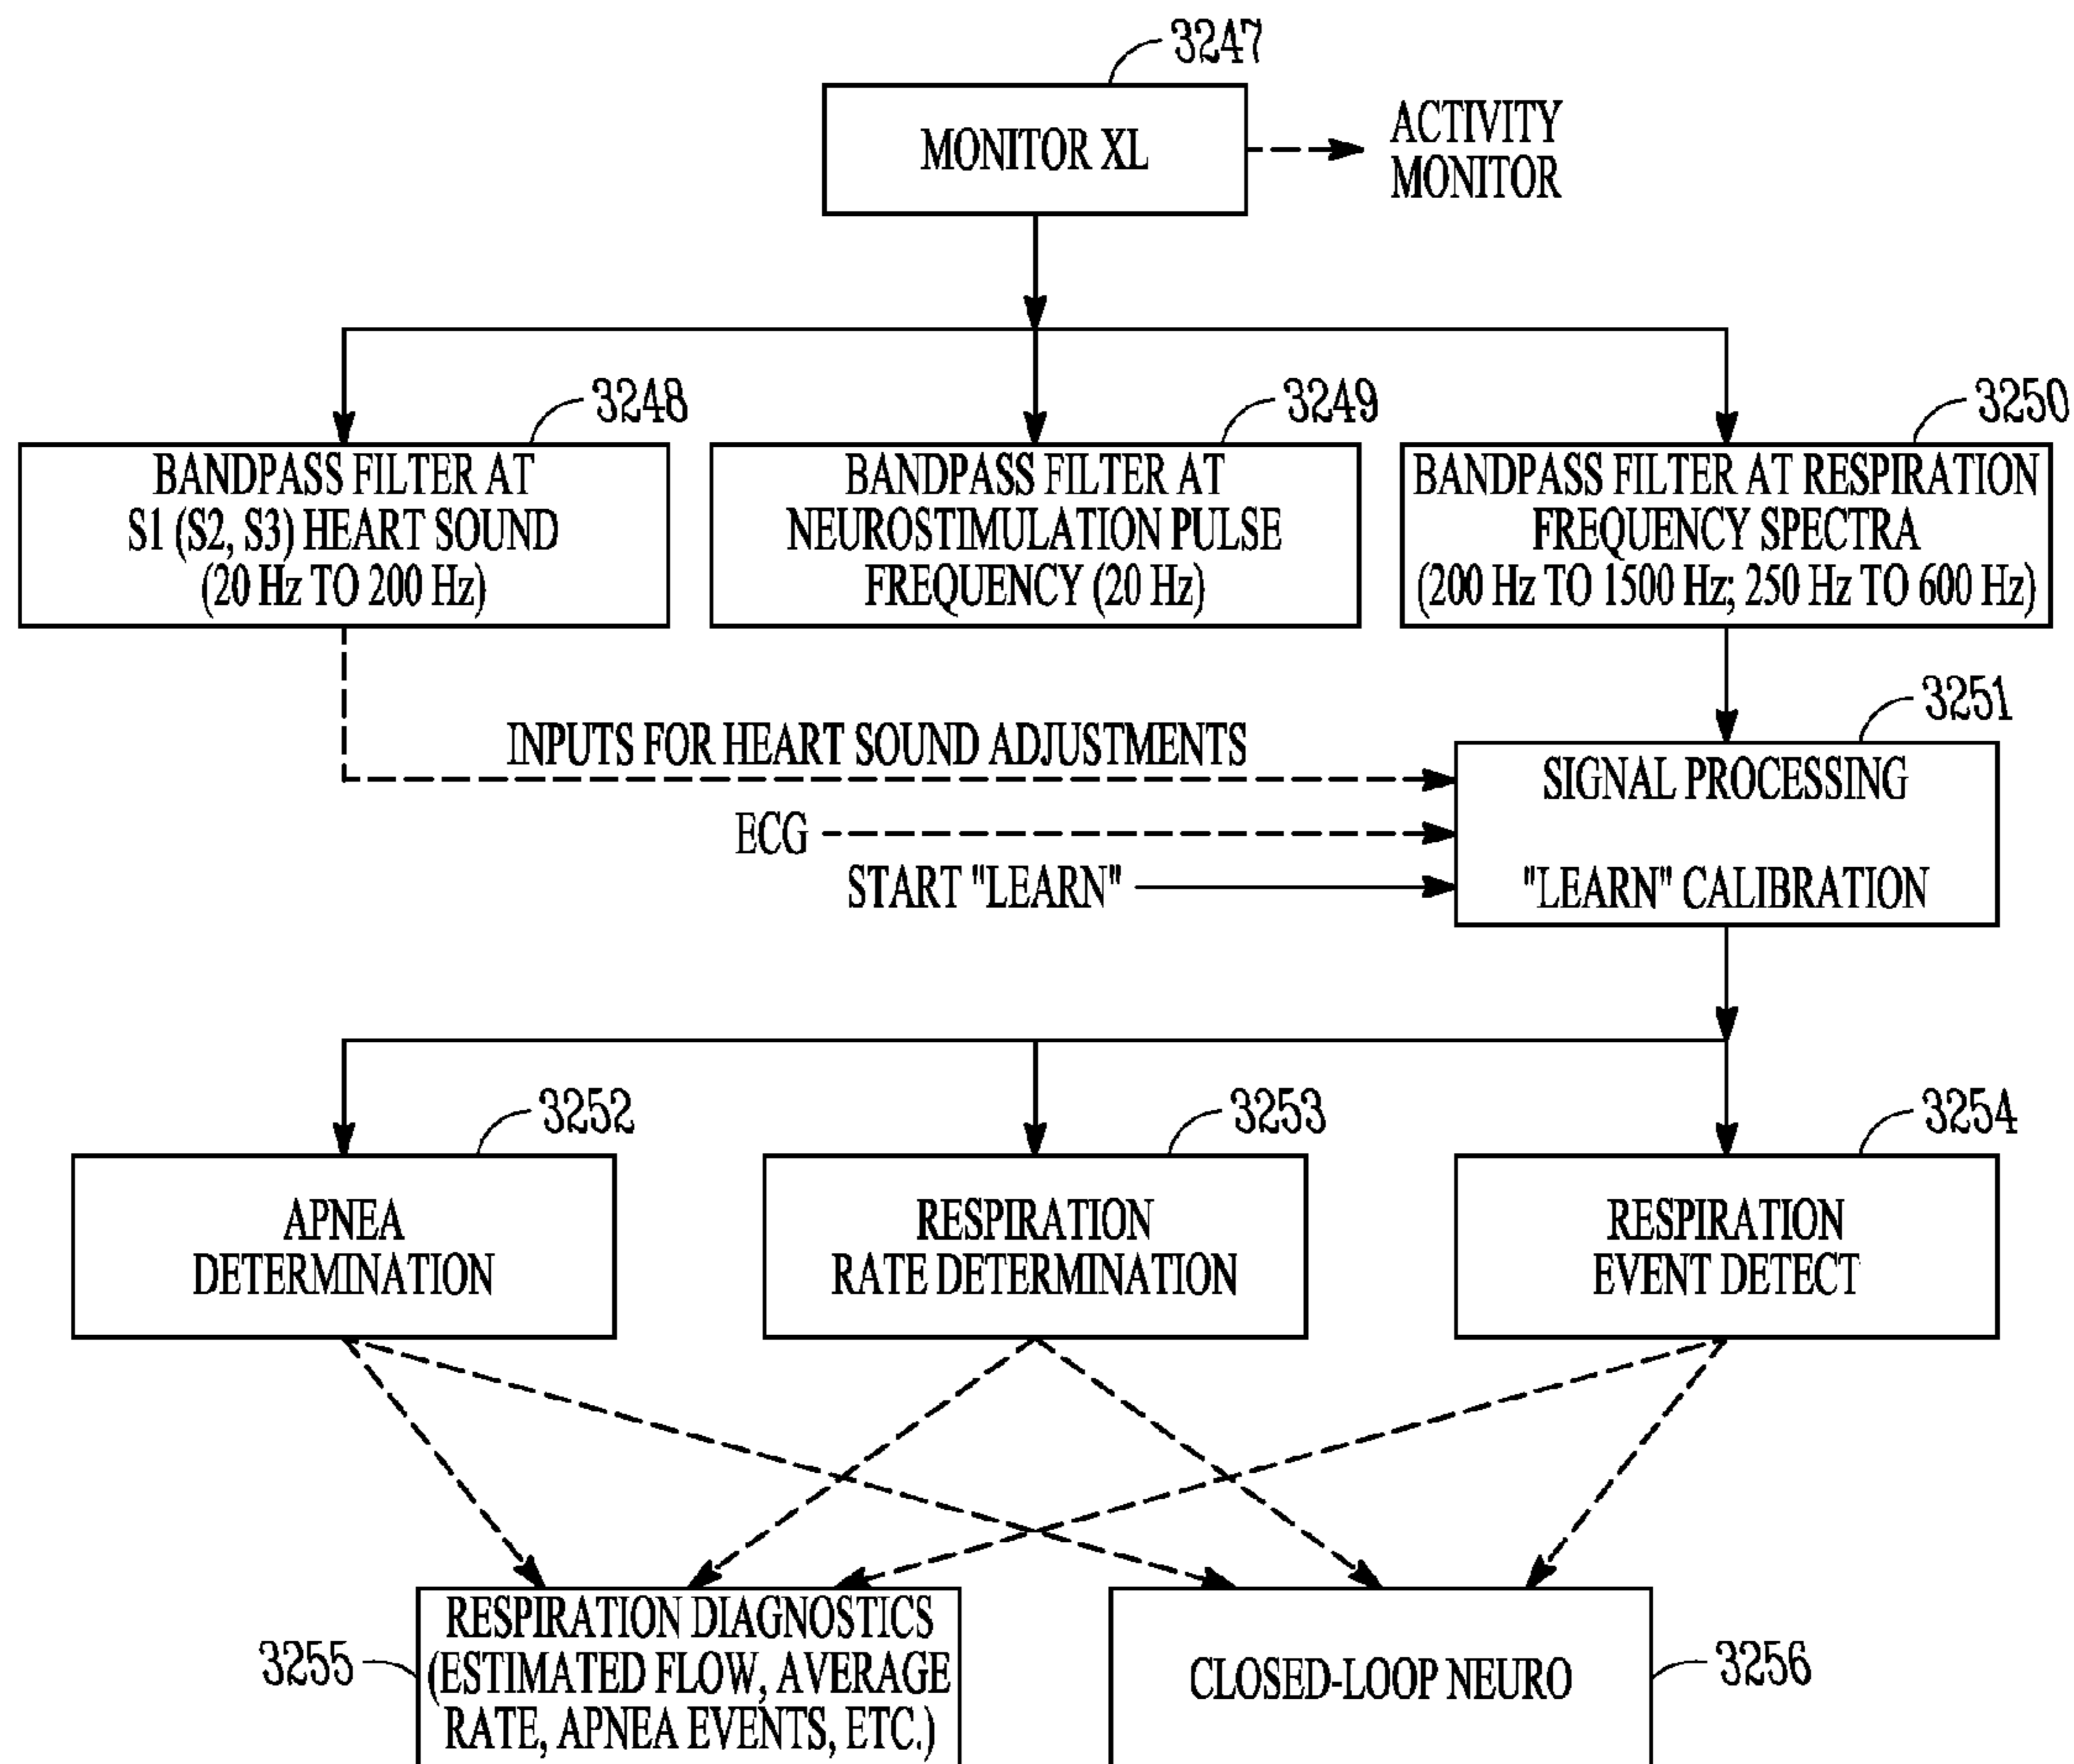 3247
MONITOR XL
ACTIVITY
MONITOR
3248
3249
3250
BANDPASS FILTER AT
S1 (S2, S3) HEART SOUND
(20 Hz TO 200 Hz)
BANDPASS FILTER AT
NEUROSTIMULATION PULSE
FREQUENCY (20 Hz)
BANDPASS FILTER AT RESPIRATION
FREQUENCY SPECTRA
(200 Hz TO 1500 Hz; 250 Hz TO 600 Hz)
3251
INPUTS FOR HEART SOUND ADJUSTMENTS
ECG
START "LEARN"
SIGNAL PROCESSING
"LEARN" CALIBRATION
3252
3253
3254
APNEA
DETERMINATION
RESPIRATION
RATE DETERMINATION
RESPIRATION
EVENT DETECT
3255
RESPIRATION DIAGNOSTICS
(ESTIMATED FLOW, AVERAGE
RATE, APNEA EVENTS, ETC.)
CLOSED-LOOP NEURO
3256